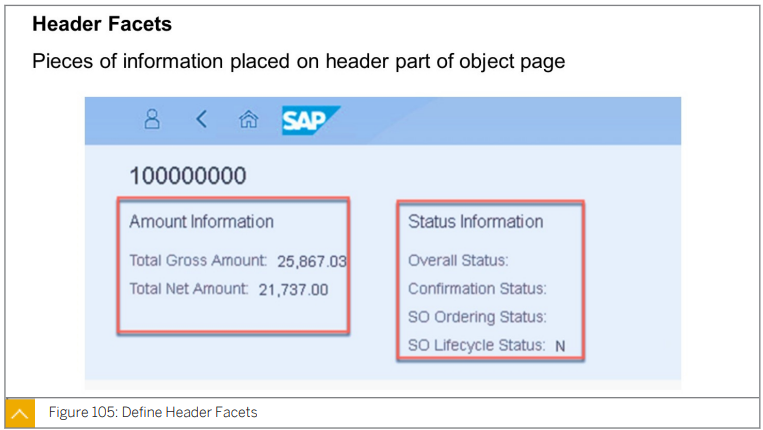 Header Facets
Pieces of information placed on header part of object page
SAP
100000000
Amount Information
Total Gross Amount: 25,867.03
Total Net Amount: 21,737.00
Status Information
Overall Status:
Confirmation Status:
SO Ordering Status:
SO Lifecycle Status: N
Figure 105: Define Header Facets